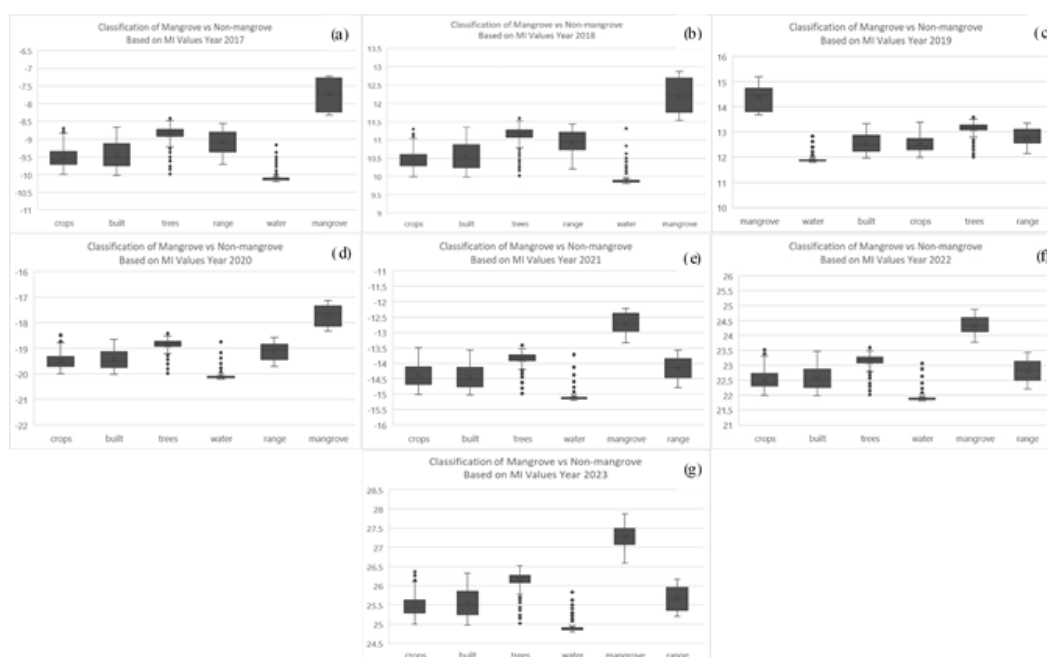 Classification of Mangrove vs Non-mangrove
Based on MI Values Year 2017
(a)
-5
-5.5
-6
-6.5
-7
-7.5
-8
-8.5
-9
-9.5
-10
-10.5
-11
crops built trees range water mangrove
Classification of Mangrove vs Non-mangrove
Based on MI Values Year 2018
(b)
13.5
13
12.5
12
11.5
11
10.5
10
9.5
9
crops built trees range water mangrove
Classification of Mangrove vs Non-mangrove
Based on MI Values Year 2019
(c
16
15
14
13
12
11
10
mangrove water built crops trees range
Classification of Mangrove vs Non-mangrove
Based on MI Values Year 2020
(d)
-16
-17
-18
-19
-20
-21
-22
crops built trees water range mangrove
Classification of Mangrove vs Non-mangrove
Based on MI Values Year 2021
(e)
-11
-11.5
-12
-12.5
-13
-13.5
-14
-14.5
-15
-15.5
-16
crops built trees water mangrove range
Classification of Mangrove vs Non-mangrove
Based on MI Values Year 2022
(f)
26
25.5
25
24.5
24
23.5
23
22.5
22
21.5
21
crops built trees water mangrove range
Classification of Mangrove vs Non-mangrove
Based on MI Values Year 2023
(g)
28.5
28
27.5
27
26.5
26
25.5
25
24.5
crops built trees water mangrove range